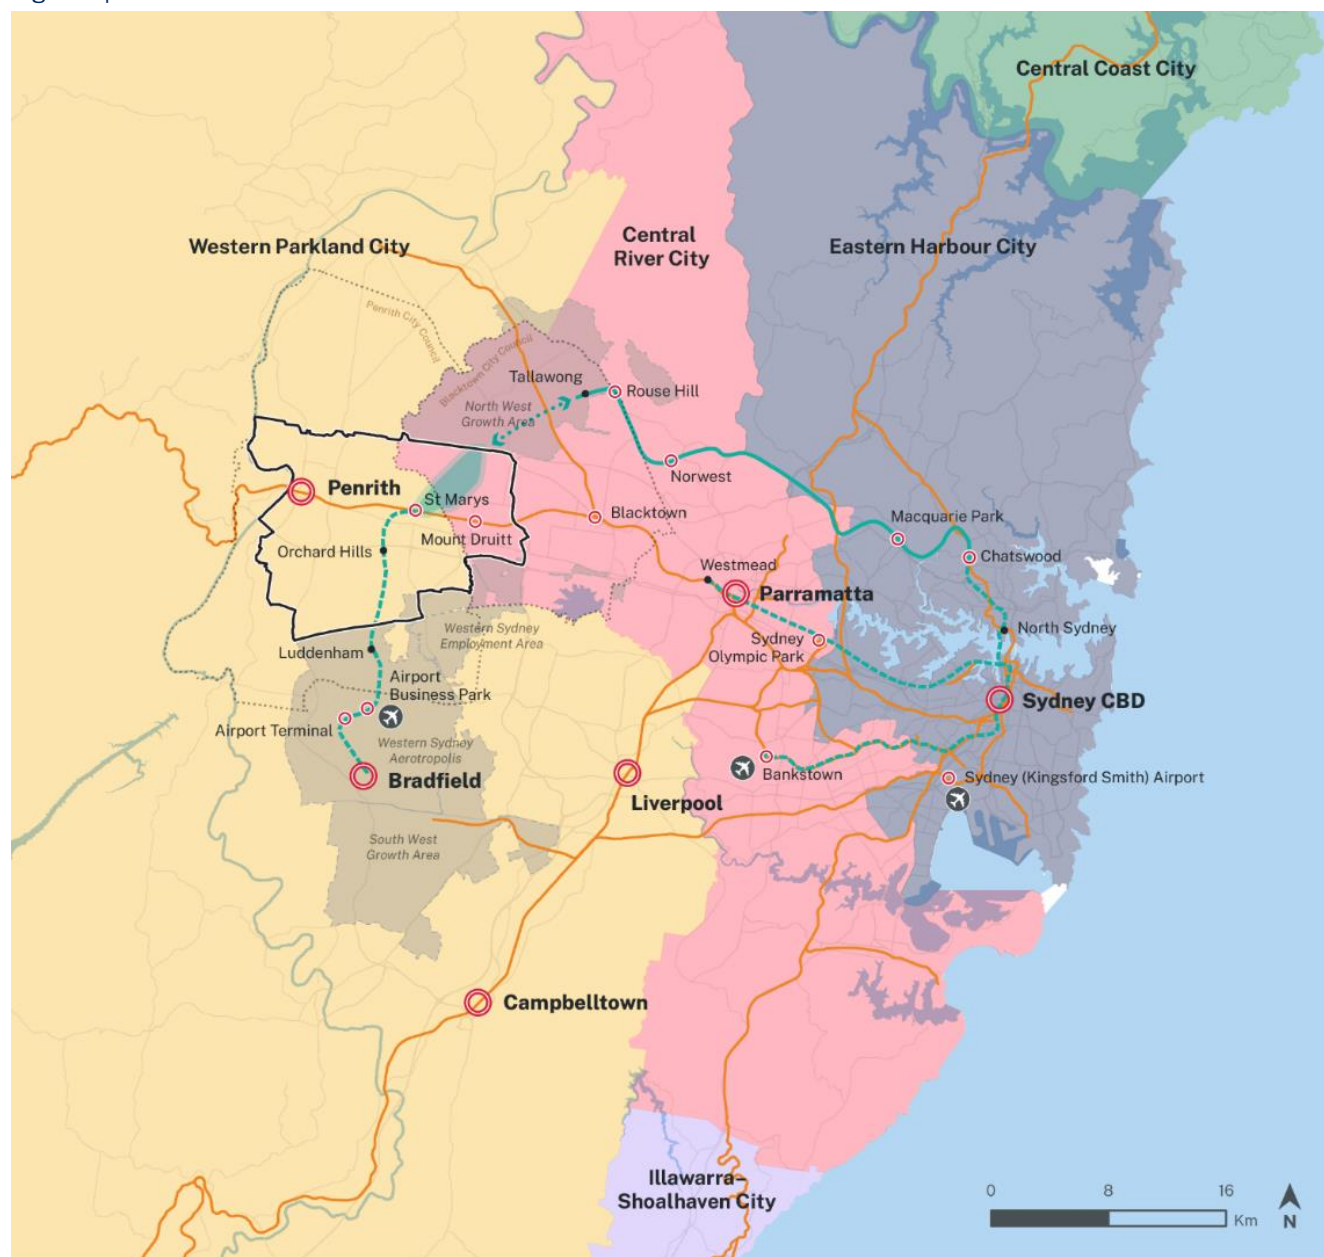 Central Coast City
Western Parkland City
Central
River City
Eastern Harbour City
Penrith City
Council
Blacktown City Council
Tallawong
Rouse Hill
North West
Growth Area
Norwest
Penrith
St Marys
Blacktown
Mount Druitt
Macquarie Park
Orchard Hills
Chatswood
Westmead
Parramatta
Western Sydney
Employment Area
Sydney
Olympic Park
North Sydney
Luddenham
Airport
Business Park
Sydney CBD
Airport Terminal
Western Sydney
Aerotropolis
Bradfield
Bankstown
Sydney (Kingsford Smith) Airport
Liverpool
South West
Growth Area
Campbelltown
Illawarra–
Shoalhaven City
0 8 16
Km
N